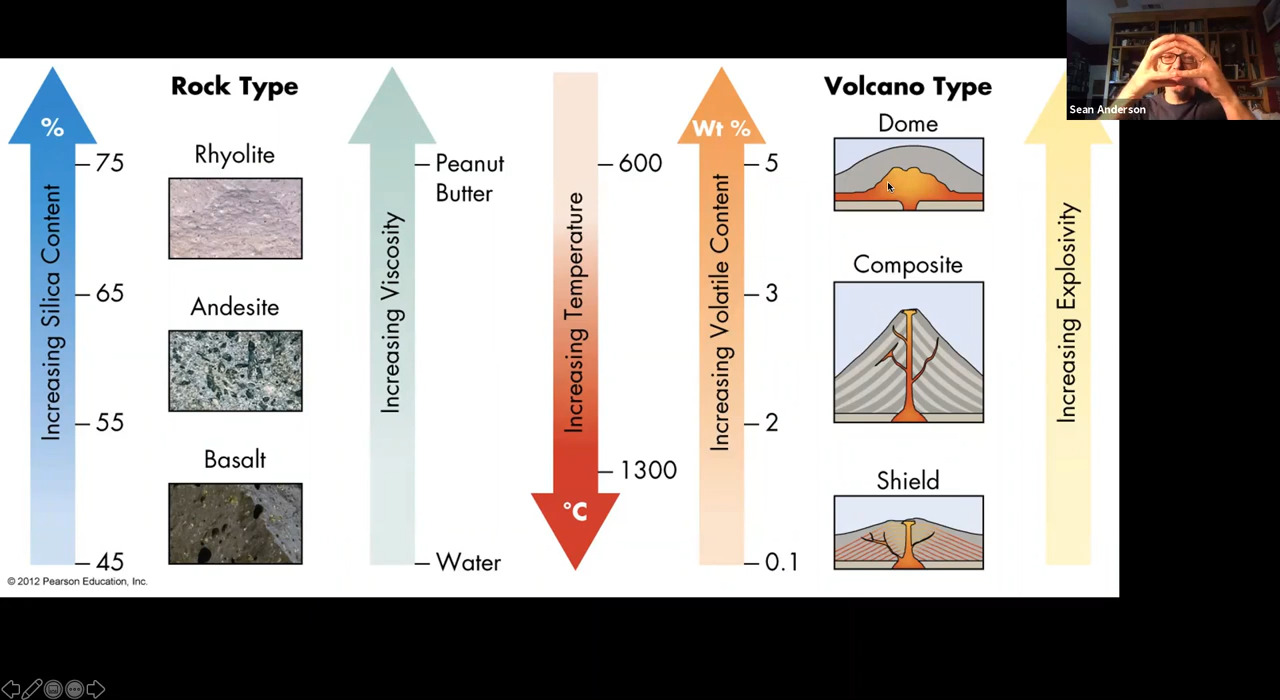 Sean Anderson
Rock Type
Volcano Type
%
Increasing Silica Content
75
65
55
45
Rhyolite
Andesite
Basalt
Increasing Viscosity
Peanut
Butter
Water
Increasing Temperature
600
1300
°C
Wt %
Increasing Volatile Content
5
3
2
0.1
Dome
Composite
Shield
Increasing Explosivity
© 2012 Pearson Education, Inc.